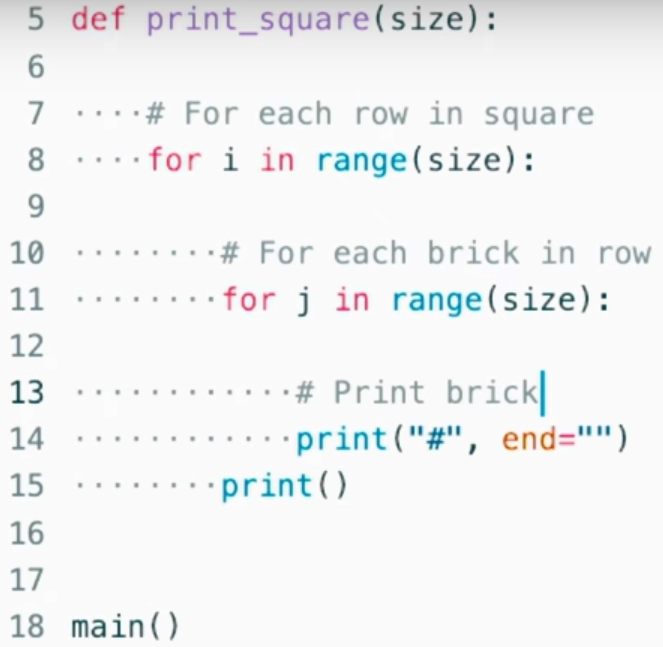 5 def print_square(size):
6
7 ····# For each row in square
8 ····for i in range(size):
9
10 ········# For each brick in row
11 ········for j in range(size):
12
13 ············# Print brick
14 ············print("#", end="")
15 ········print()
16
17
18 main()